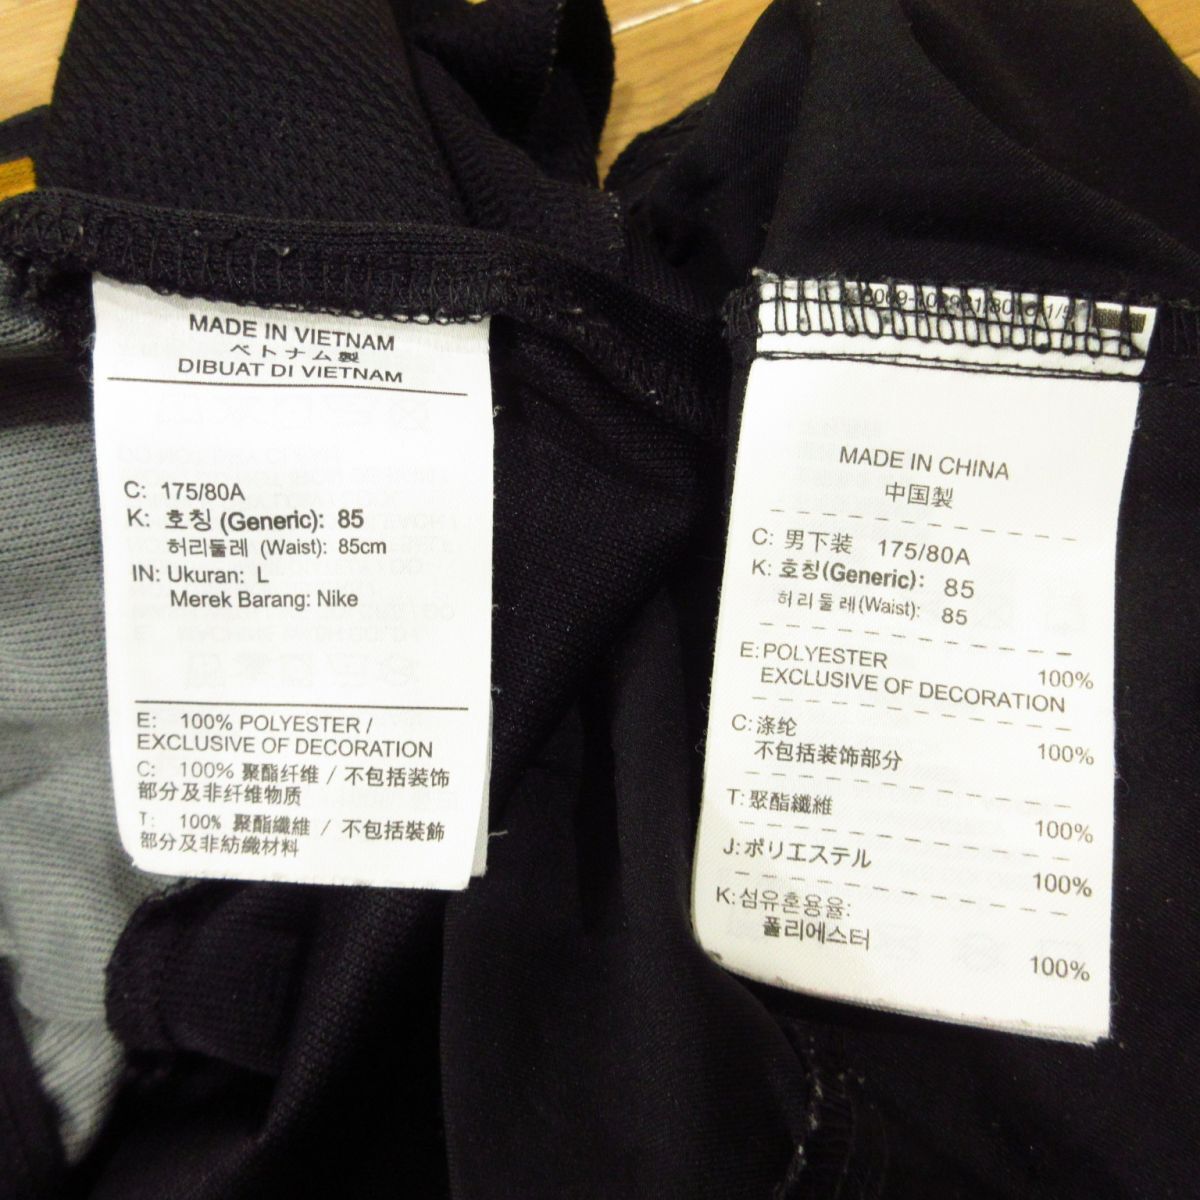 MADE IN VIETNAM
ベトナム製
DIBUAT DI VIETNAM
C: 175/80A
K: 호칭 (Generic): 85
허리둘레 (Waist): 85cm
IN: Ukuran: L
Merek Barang: Nike
E: 100% POLYESTER /
EXCLUSIVE OF DECORATION
C: 100% 聚酯纤维 / 不包括装饰
部分及非纤维物质
T: 100% 聚酯纖維 / 不包括裝飾
部分及非紡織材料
MADE IN CHINA
中国製
C: 男下装 175/80A
K: 호칭(Generic): 85
허리둘레(Waist): 85
E: POLYESTER 100%
EXCLUSIVE OF DECORATION
C: 涤纶 100%
不包括装饰部分
T: 聚酯纖維 100%
J: ポリエステル 100%
K: 섬유혼용율:
폴리에스터 100%